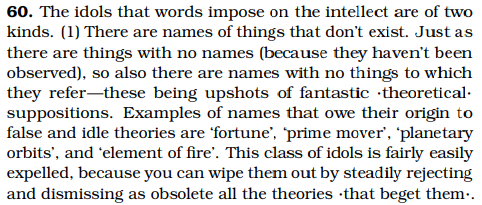 60. The idols that words impose on the intellect are of two
kinds. (1) There are names of things that don’t exist. Just as
there are things with no names (because they haven’t been
observed), so also there are names with no things to which
they refer—these being upshots of fantastic ·theoretical·
suppositions. Examples of names that owe their origin to
false and idle theories are ‘fortune’, ‘prime mover’, ‘planetary
orbits’, and ‘element of fire’. This class of idols is fairly easily
expelled, because you can wipe them out by steadily rejecting
and dismissing as obsolete all the theories ·that beget them·.